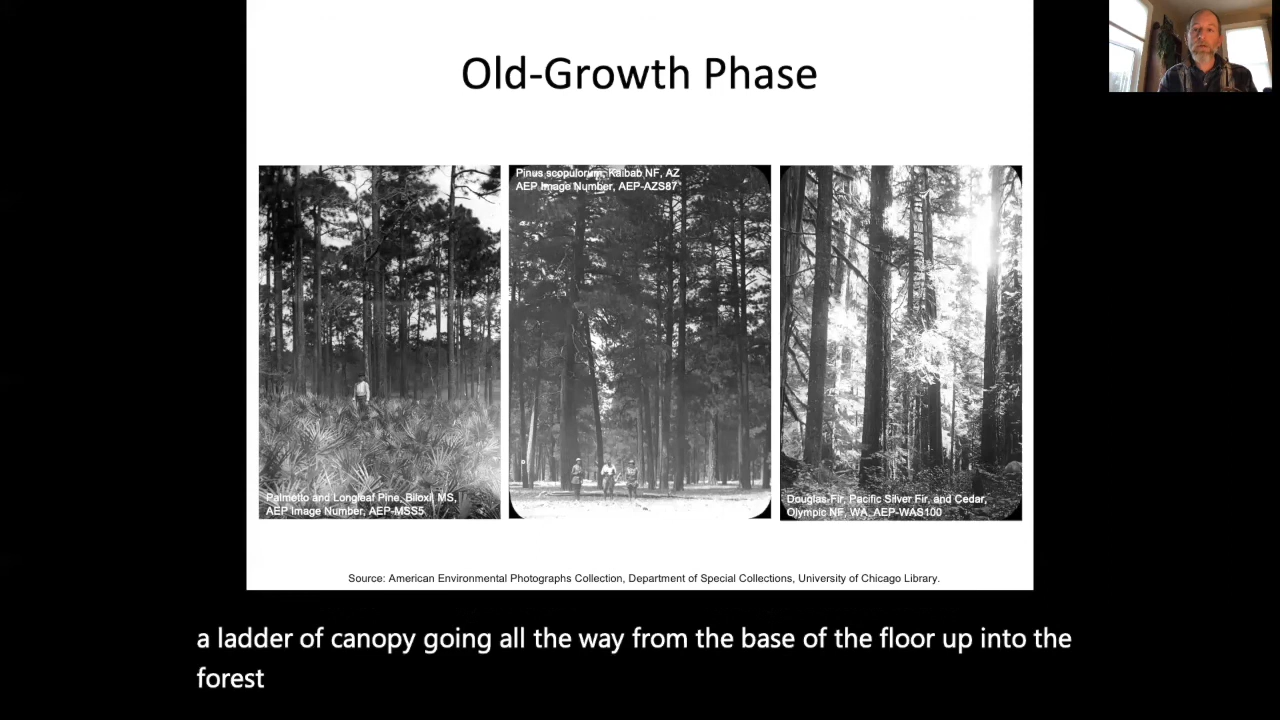 Old-Growth Phase
Pinus scopulorum, Kaibab NF, AZ
AEP Image Number, AEP-AZS87
Palmetto and Longleaf Pine, Biloxi, MS,
AEP Image Number, AEP-MSS5
Douglas-Fir, Pacific Silver Fir, and Cedar,
Olympic NF, WA, AEP-WAS100
Source: American Environmental Photographs Collection, Department of Special Collections, University of Chicago Library.
a ladder of canopy going all the way from the base of the floor up into the
forest